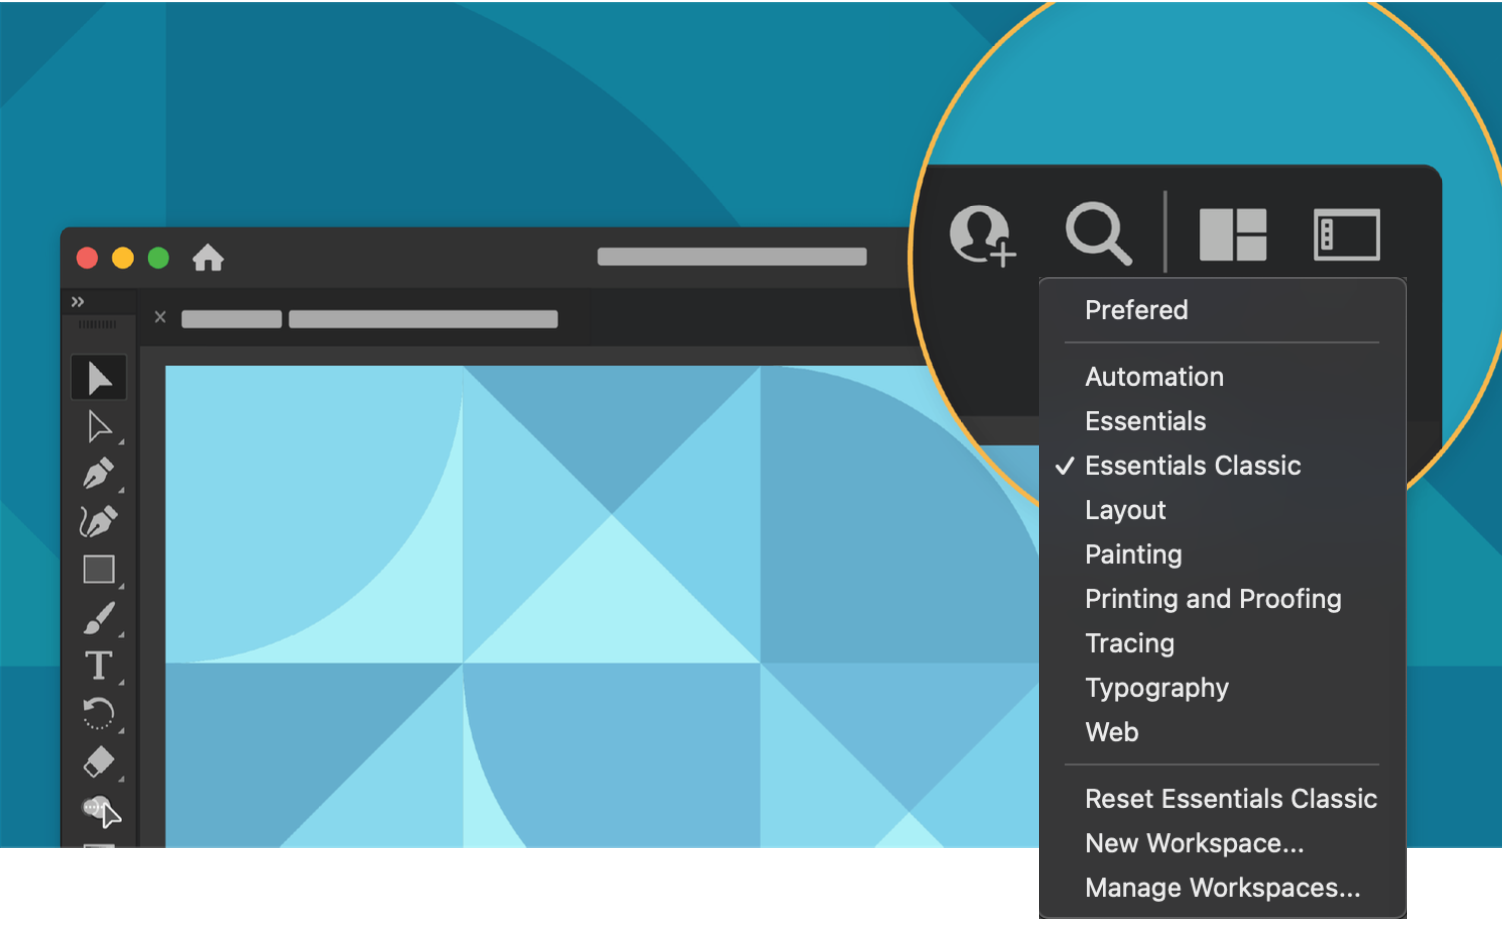 Prefered
Automation
Essentials
Essentials Classic
Layout
Painting
Printing and Proofing
Tracing
Typography
Web
Reset Essentials Classic
New Workspace...
Manage Workspaces...